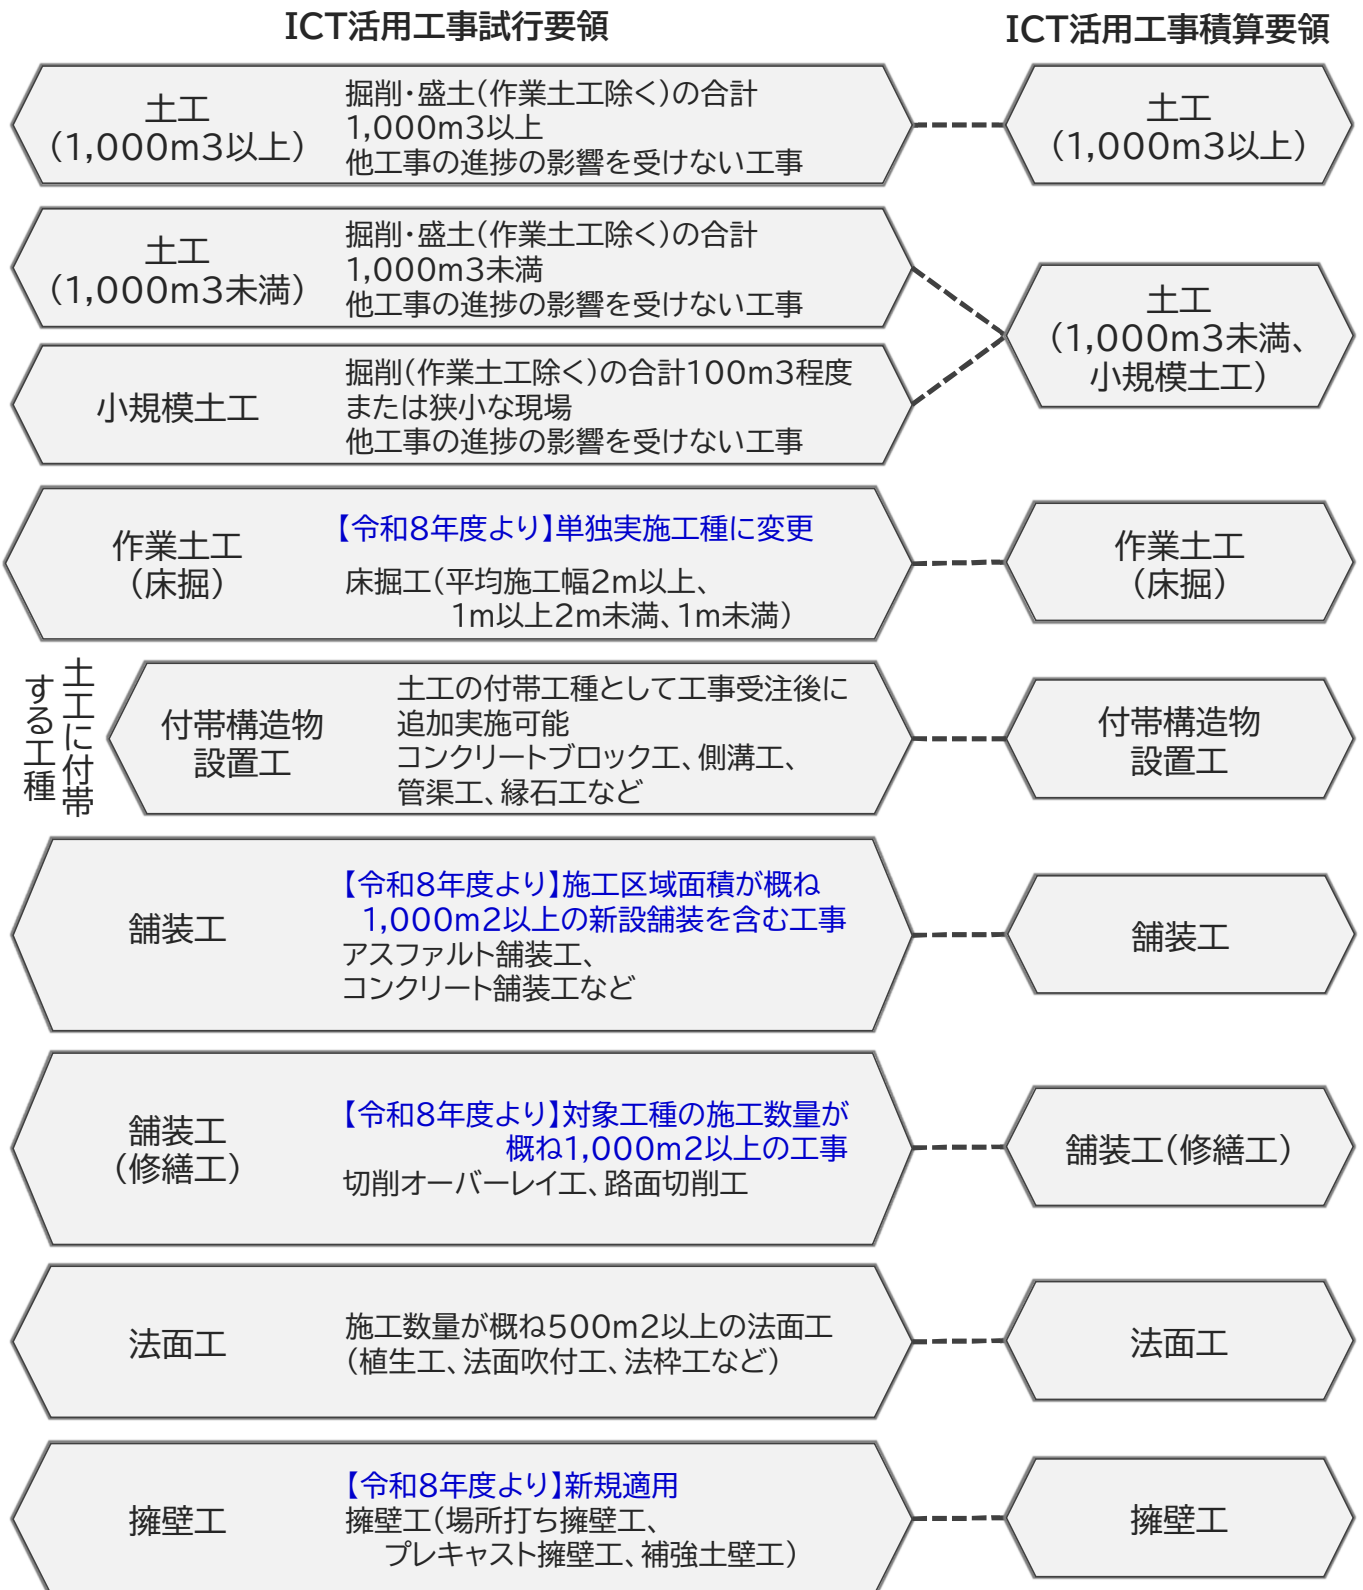 ICT活用工事試行要領
ICT活用工事積算要領
土工
(1,000m3以上)
掘削・盛土(作業土工除く)の合計
1,000m3以上
他工事の進捗の影響を受けない工事
土工
(1,000m3以上)
土工
(1,000m3未満)
掘削・盛土(作業土工除く)の合計
1,000m3未満
他工事の進捗の影響を受けない工事
小規模土工
掘削(作業土工除く)の合計100m3程度
または狭小な現場
他工事の進捗の影響を受けない工事
土工
(1,000m3未満、
小規模土工)
作業土工
(床掘)
【令和8年度より】単独実施工種に変更
床掘工(平均施工幅2m以上、
1m以上2m未満、1m未満)
作業土工
(床掘)
土工に付帯
する工種
付帯構造物
設置工
土工の付帯工種として工事受注後に
追加実施可能
コンクリートブロック工、側溝工、
管渠工、縁石工など
付帯構造物
設置工
舗装工
【令和8年度より】施工区域面積が概ね
1,000m2以上の新設舗装を含む工事
アスファルト舗装工、
コンクリート舗装工など
舗装工
舗装工
(修繕工)
【令和8年度より】対象工種の施工数量が
概ね1,000m2以上の工事
切削オーバーレイ工、路面切削工
舗装工(修繕工)
法面工
施工数量が概ね500m2以上の法面工
(植生工、法面吹付工、法枠工など)
法面工
擁壁工
【令和8年度より】新規適用
擁壁工(場所打ち擁壁工、
プレキャスト擁壁工、補強土壁工)
擁壁工